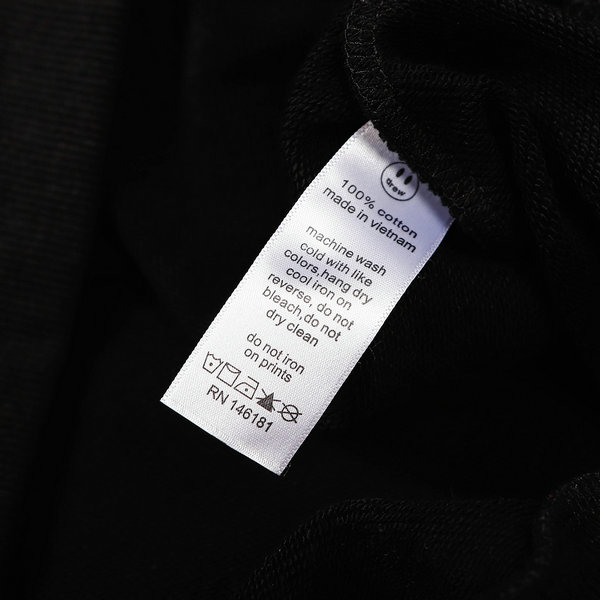 drew
100% cotton
made in vietnam
machine wash
cold with like
colors,hang dry
cool iron on
reverse, do not
bleach,do not
dry clean
do not iron
on prints
RN 146181